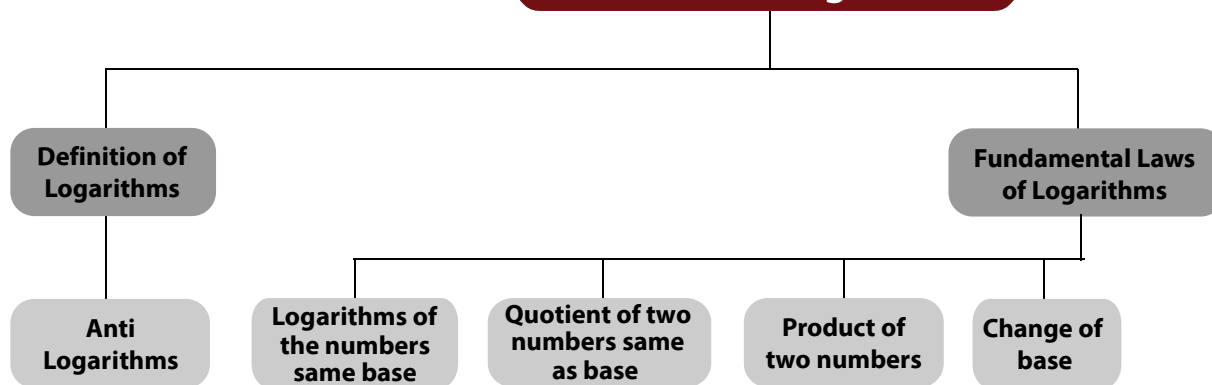 Definition of
Logarithms
Fundamental Laws
of Logarithms
Anti
Logarithms
Logarithms of
the numbers
same base
Quotient of two
numbers same
as base
Product of
two numbers
Change of
base